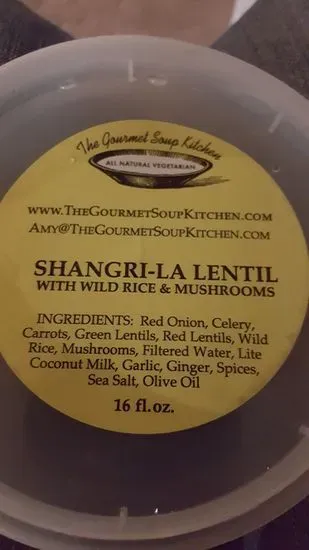 The Gourmet Soup Kitchen
ALL NATURAL VEGETARIAN
WWW.THEGOURMETSOUPKITCHEN.COM
AMY@THEGOURMETSOUPKITCHEN.COM
SHANGRI-LA LENTIL
WITH WILD RICE & MUSHROOMS
INGREDIENTS: Red Onion, Celery,
Carrots, Green Lentils, Red Lentils, Wild
Rice, Mushrooms, Filtered Water, Lite
Coconut Milk, Garlic, Ginger, Spices,
Sea Salt, Olive Oil
16 fl.oz.